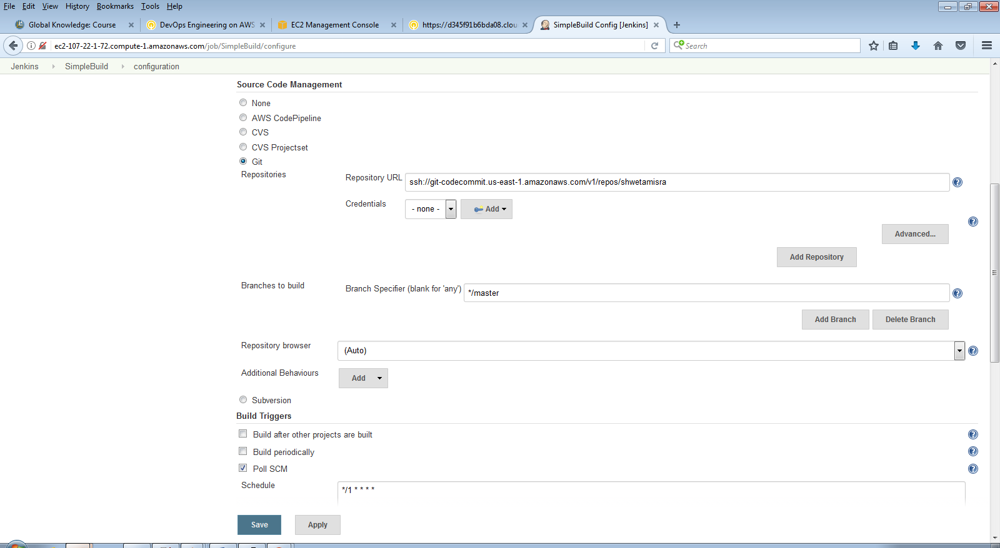 File Edit View History Bookmarks Tools Help
Global Knowledge: Course
DevOps Engineering on AWS
EC2 Management Console
https://d345f91b6bda08.clou
SimpleBuild Config [Jenkins]
ec2-107-22-1-72.compute-1.amazonaws.com/job/SimpleBuild/configure
Search
Jenkins SimpleBuild configuration
Source Code Management
None
AWS CodePipeline
CVS
CVS Projectset
Git
Repositories
Repository URL ssh://git-codecommit.us-east-1.amazonaws.com/v1/repos/shwetamisra
Credentials - none - Add
Advanced...
Add Repository
Branches to build
Branch Specifier (blank for 'any') */master
Add Branch Delete Branch
Repository browser (Auto)
Additional Behaviours Add
Subversion
Build Triggers
Build after other projects are built
Build periodically
Poll SCM
Schedule */1 * * * *
Save Apply